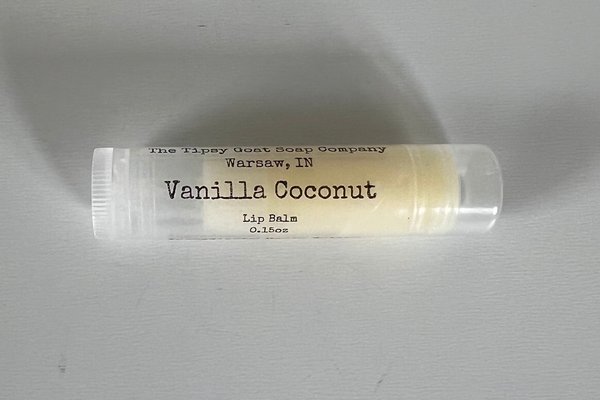 The Tipsy Goat Soap Company
Warsaw, IN
Vanilla Coconut
Lip Balm
0.15oz